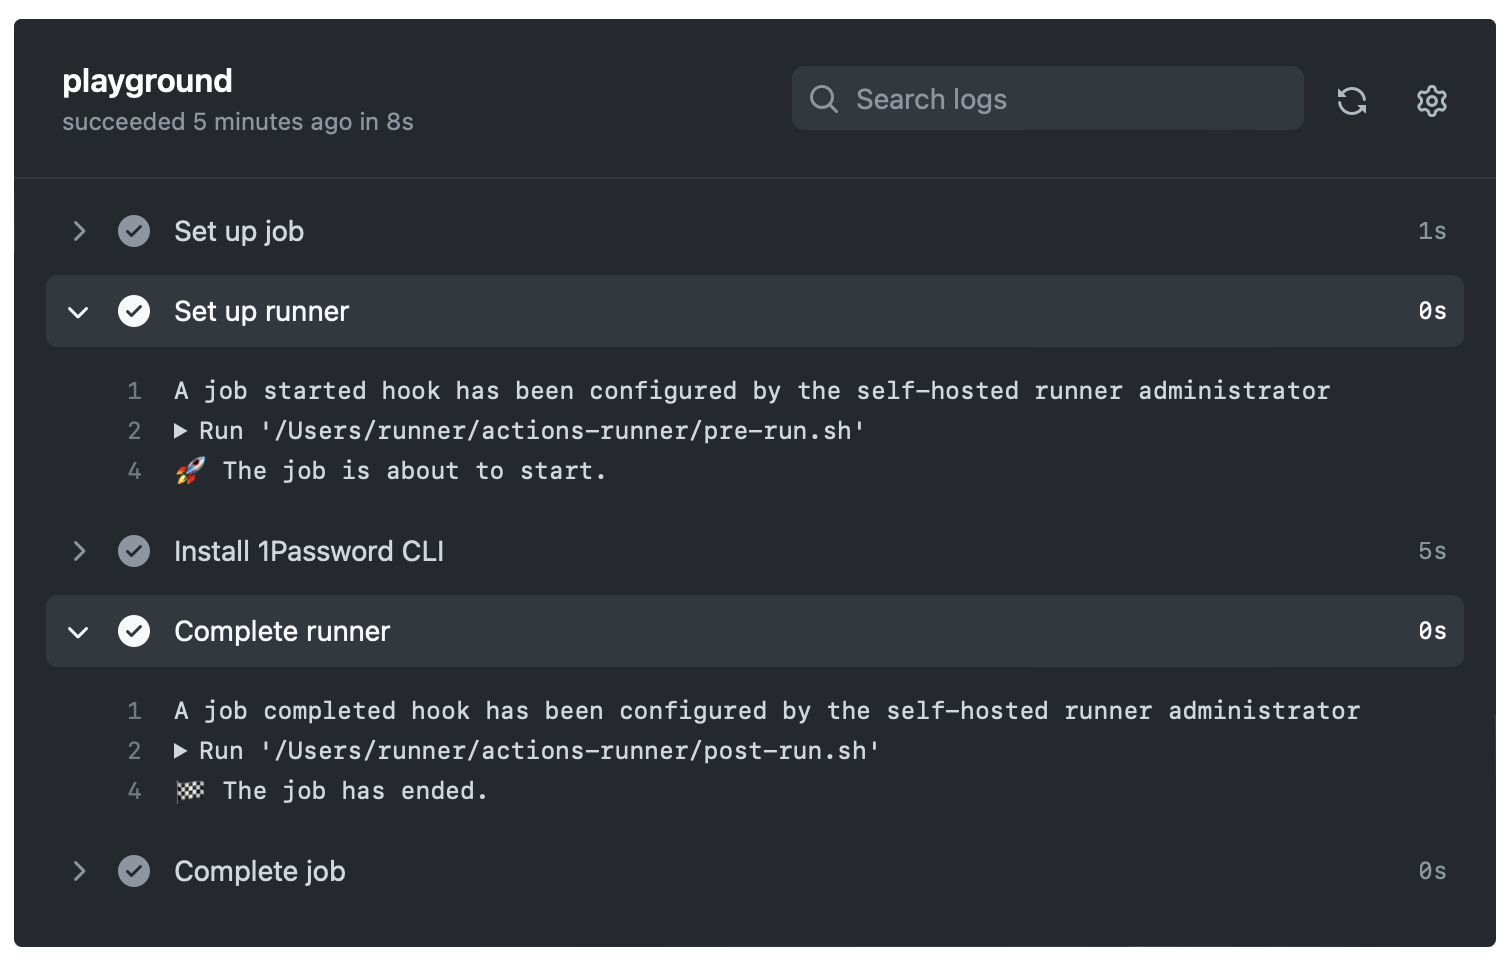 playground
succeeded 5 minutes ago in 8s
Search logs
Set up job 1s
Set up runner 0s
1 A job started hook has been configured by the self-hosted runner administrator
2 ▶ Run '/Users/runner/actions-runner/pre-run.sh'
4 🚀 The job is about to start.
Install 1Password CLI 5s
Complete runner 0s
1 A job completed hook has been configured by the self-hosted runner administrator
2 ▶ Run '/Users/runner/actions-runner/post-run.sh'
4 🏁 The job has ended.
Complete job 0s